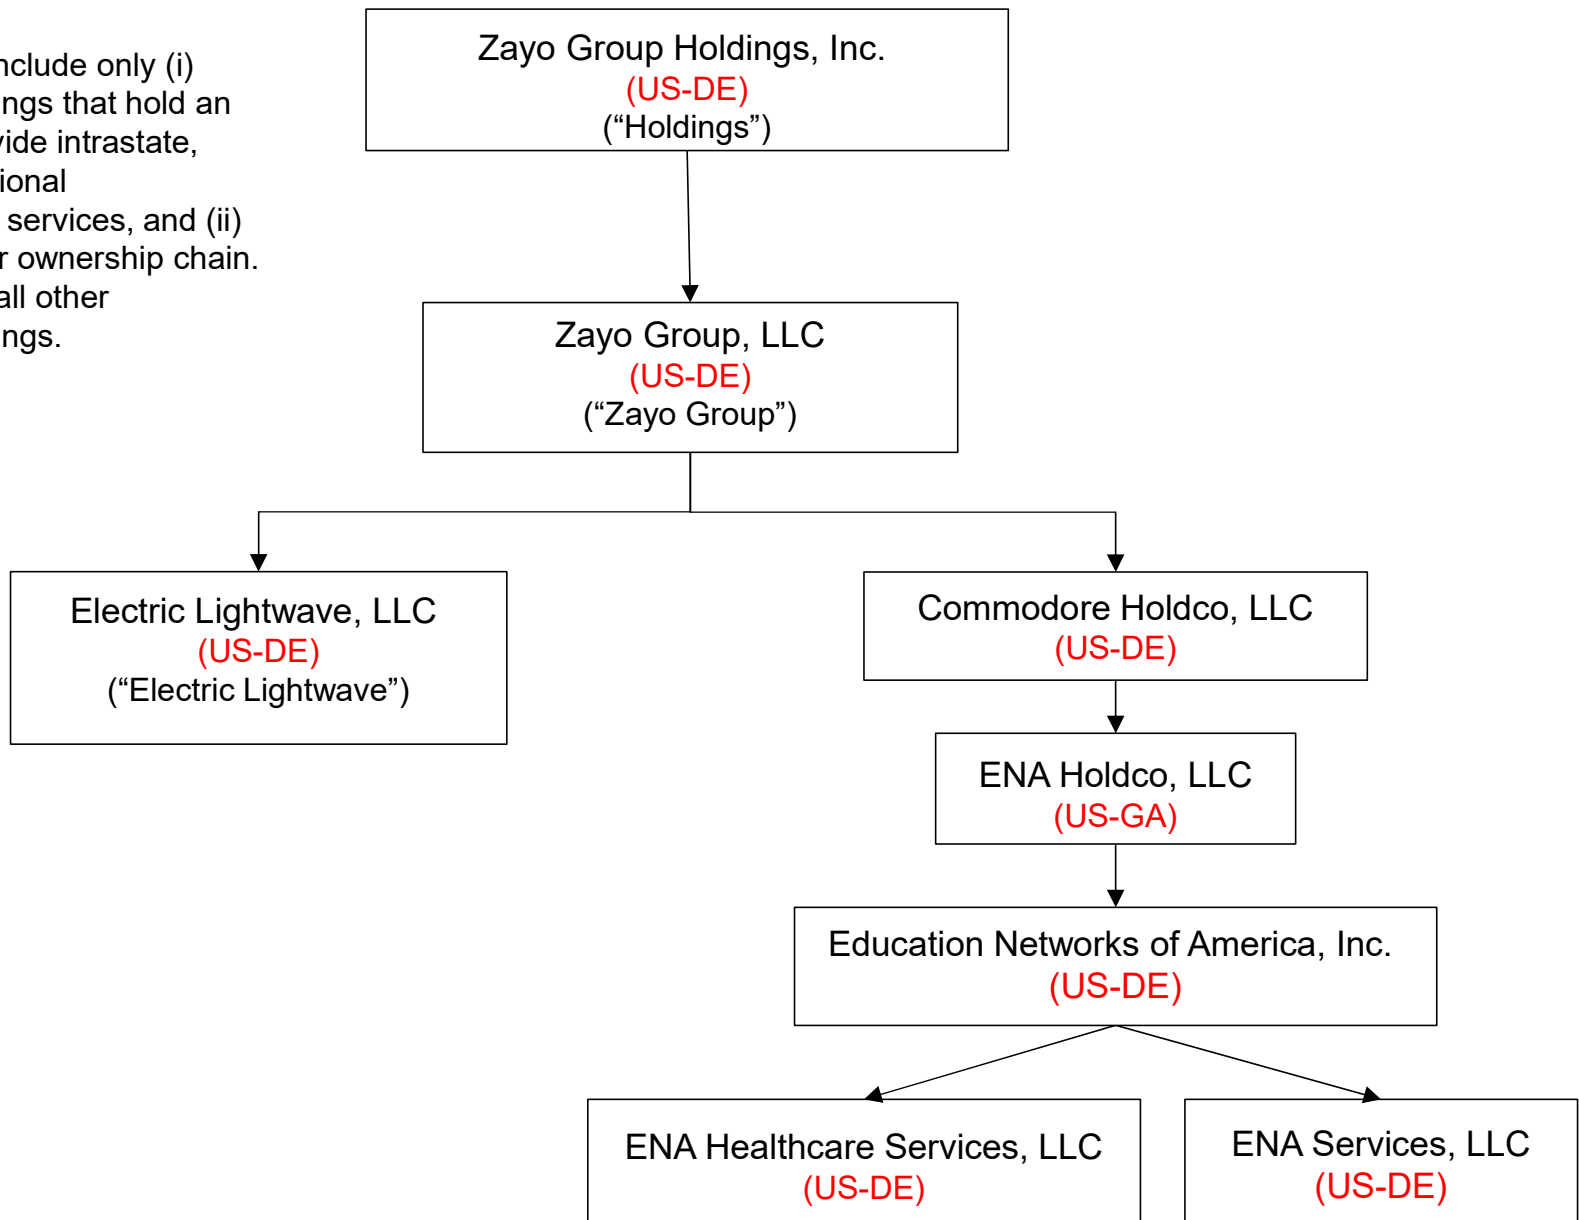 Zayo Group Holdings, Inc.
(US-DE)
(“Holdings”)
nclude only (i)
ings that hold an
vide intrastate,
tional
services, and (ii)
r ownership chain.
all other
ings.
Zayo Group, LLC
(US-DE)
(“Zayo Group”)
Electric Lightwave, LLC
(US-DE)
(“Electric Lightwave”)
Commodore Holdco, LLC
(US-DE)
ENA Holdco, LLC
(US-GA)
Education Networks of America, Inc.
(US-DE)
ENA Healthcare Services, LLC
(US-DE)
ENA Services, LLC
(US-DE)